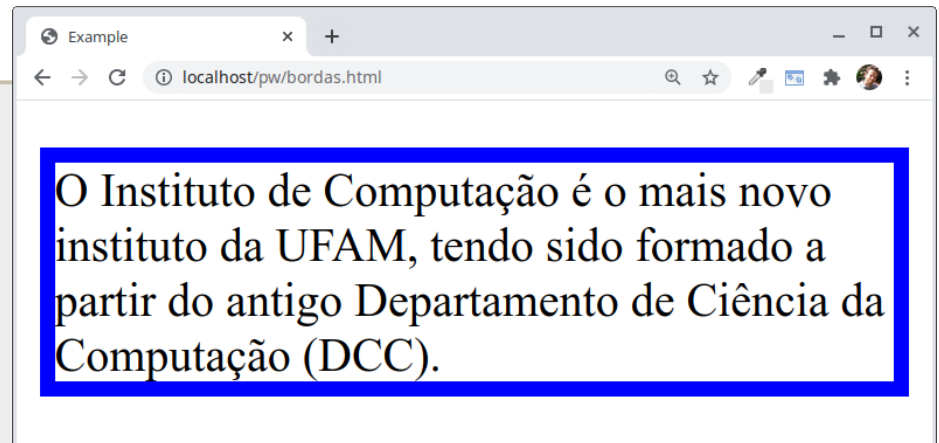 Example
localhost/pw/bordas.html
O Instituto de Computação é o mais novo
instituto da UFAM, tendo sido formado a
partir do antigo Departamento de Ciência da
Computação (DCC).